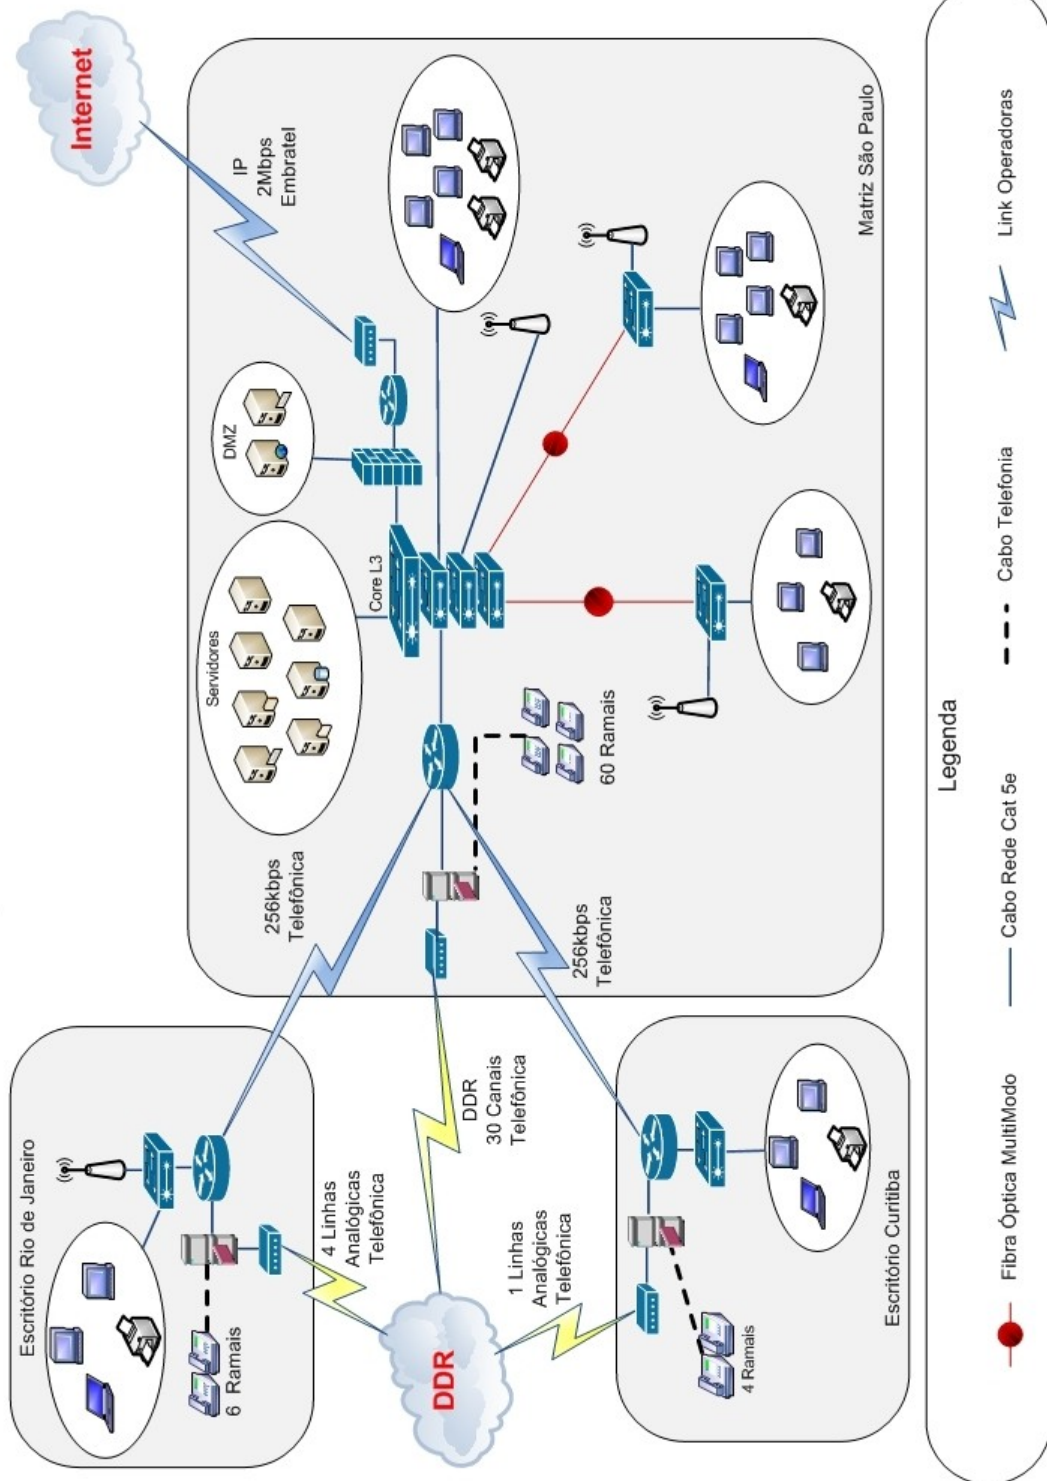 Internet
IP
2Mbps
Embratel
DMZ
Servidores
Core L3
Matriz São Paulo
60 Ramais
256kbps
Telefônica
256kbps
Telefônica
Escritório Rio de Janeiro
6 Ramais
4 Linhas
Analógicas
Telefônica
DDR
30 Canais
Telefônica
DDR
1 Linhas
Analógicas
Telefônica
4 Ramais
Escritório Curitiba
Legenda
Fibra Óptica MultiModo
Cabo Rede Cat 5e
Cabo Telefonia
Link Operadoras